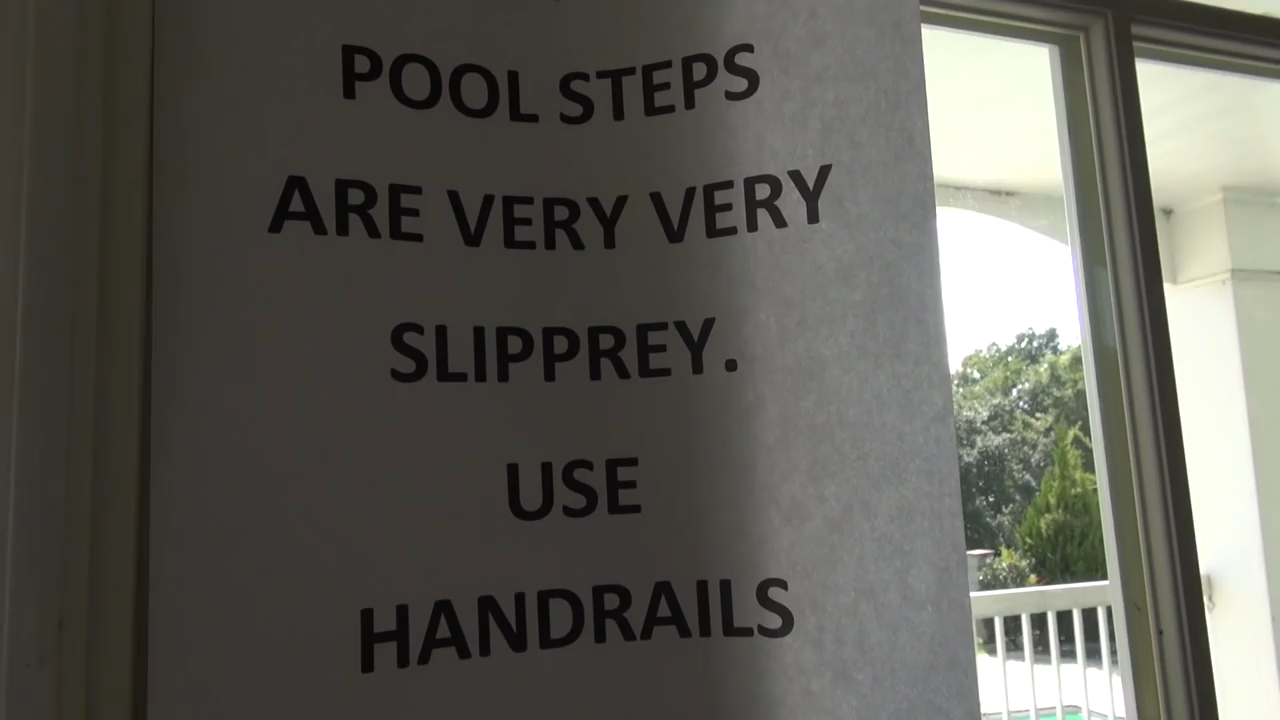 POOL STEPS
ARE VERY VERY
SLIPPREY.
USE
HANDRAILS